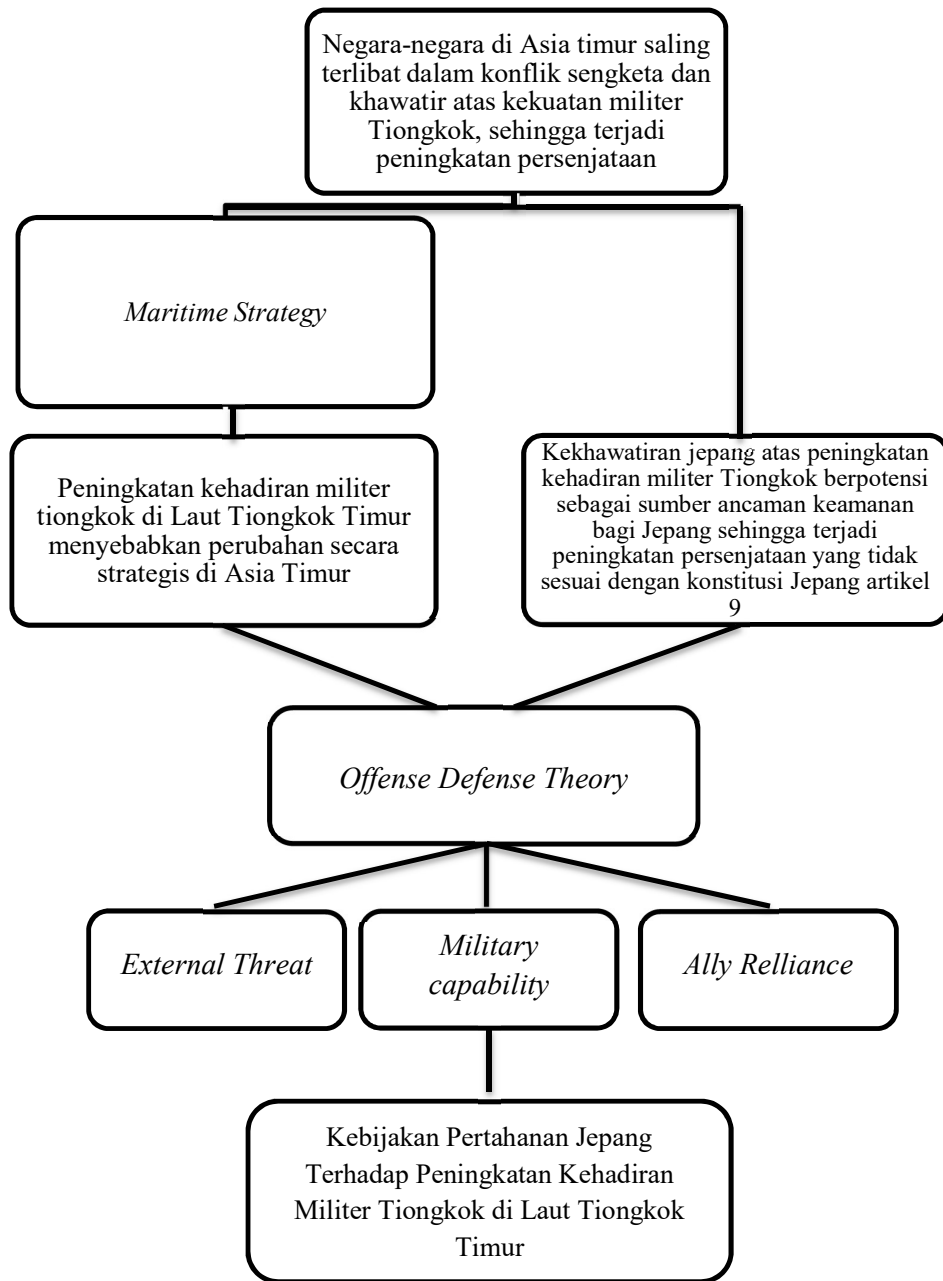 Negara-negara di Asia timur saling
terlibat dalam konflik sengketa dan
khawatir atas kekuatan militer
Tiongkok, sehingga terjadi
peningkatan persenjataan
Maritime Strategy
Peningkatan kehadiran militer
tiongkok di Laut Tiongkok Timur
menyebabkan perubahan secara
strategis di Asia Timur
Kekhawatiran jepang atas peningkatan
kehadiran militer Tiongkok berpotensi
sebagai sumber ancaman keamanan
bagi Jepang sehingga terjadi
peningkatan persenjataan yang tidak
sesuai dengan konstitusi Jepang artikel
9
Offense Defense Theory
External Threat
Military
capability
Ally Relliance
Kebijakan Pertahanan Jepang
Terhadap Peningkatan Kehadiran
Militer Tiongkok di Laut Tiongkok
Timur